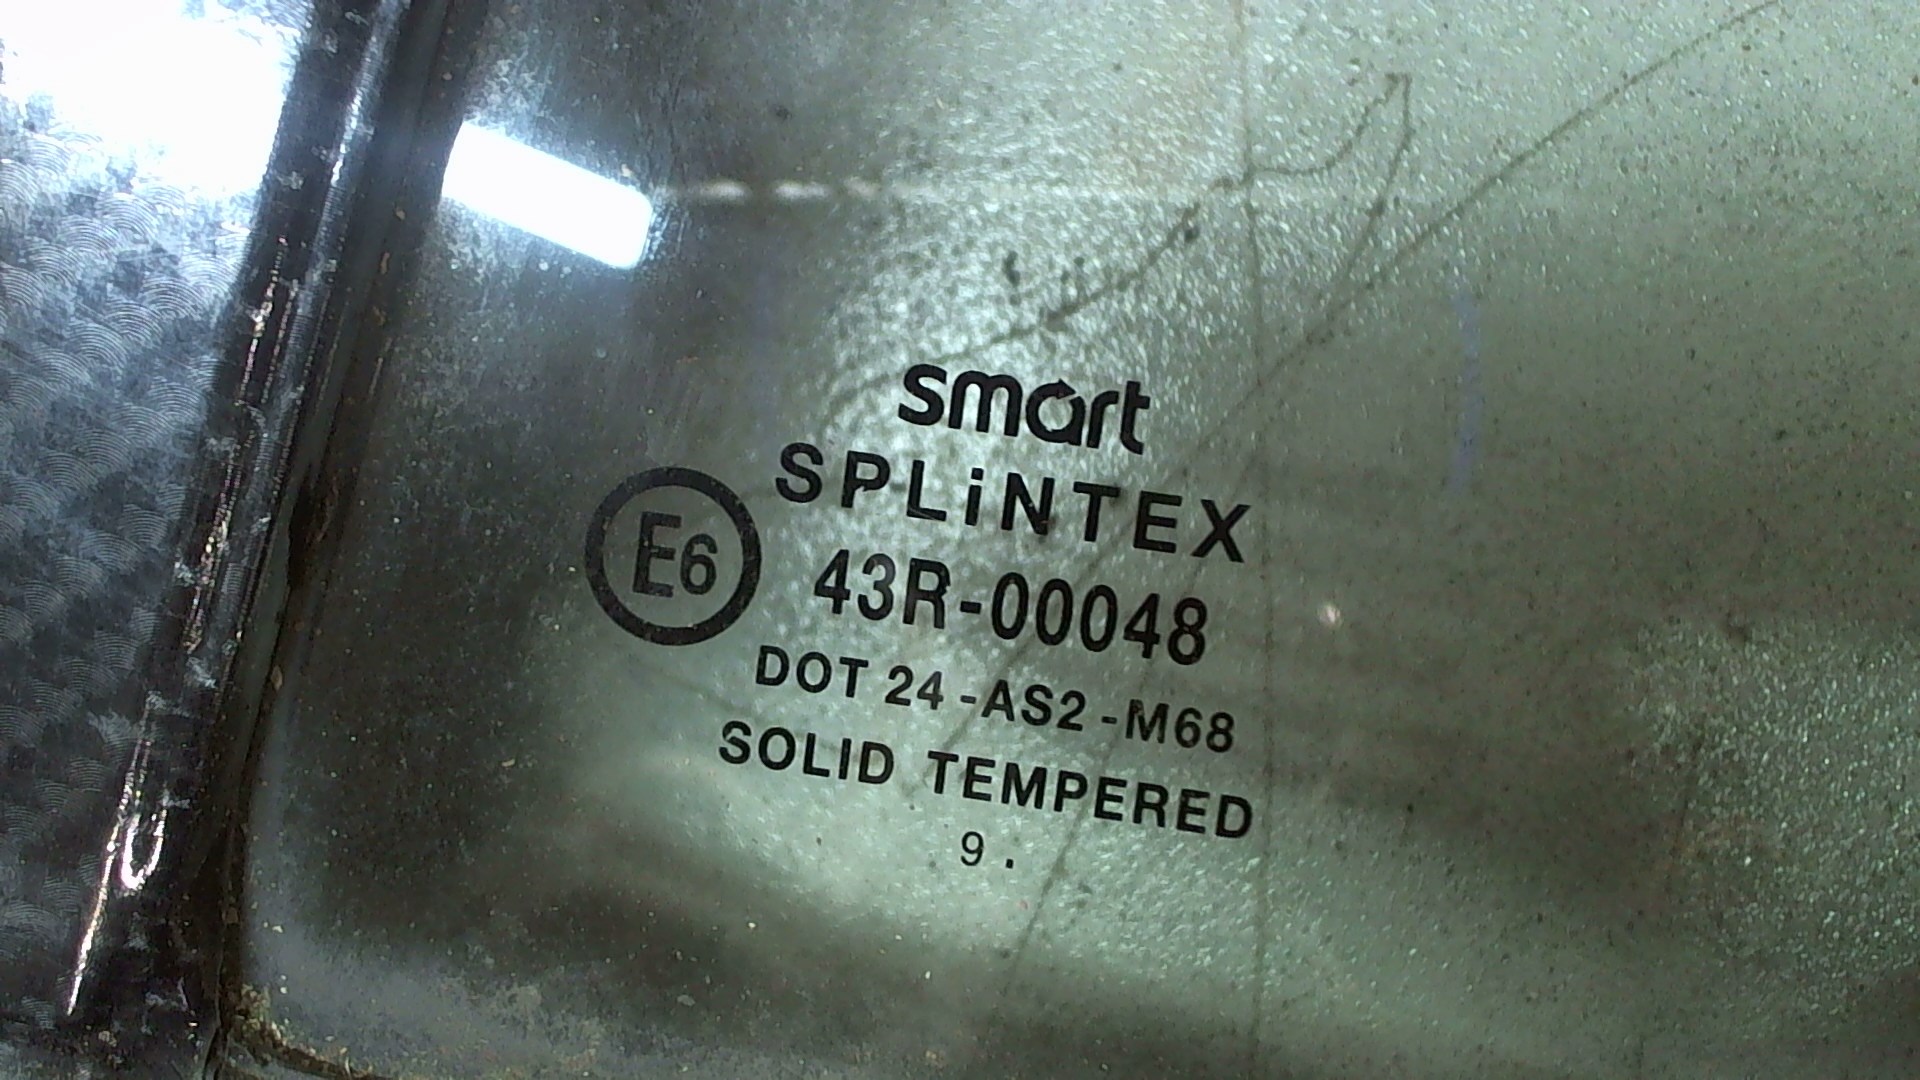 smart
SPLiNTEX
E6
43R-00048
DOT 24 -AS2 -M68
SOLID TEMPERED
9 .